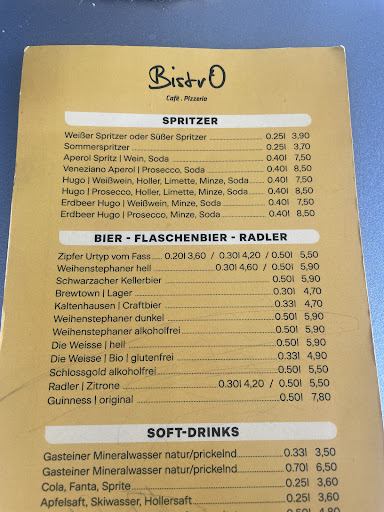 BistrO
Café . Pizzeria
SPRITZER
Weißer Spritzer oder Süßer Spritzer 0.25l 3,90
Sommerspritzer 0.25l 3,70
Aperol Spritz | Wein, Soda 0.40l 7,50
Veneziano Aperol | Prosecco, Soda 0.40l 8,50
Hugo | Weißwein, Holler, Limette, Minze, Soda 0.40l 7,50
Hugo | Prosecco, Holler, Limette, Minze, Soda 0.40l 8,50
Erdbeer Hugo | Weißwein, Minze, Soda 0.40l 7,50
Erdbeer Hugo | Prosecco, Minze, Soda 0.40l 8,50
BIER - FLASCHENBIER - RADLER
Zipfer Urtyp vom Fass 0.20l 3,60 / 0.30l 4,20 / 0.50l 5,50
Weihenstephaner hell 0.30l 4,60 / 0.50l 5,90
Schwarzacher Kellerbier 0.50l 5,90
Brewtown | Lager 0.30l 4,70
Kaltenhausen | Craftbier 0.33l 4,70
Weihenstephaner dunkel 0.50l 5,90
Weihenstephaner alkoholfrei 0.50l 5,90
Die Weisse | hell 0.50l 5,90
Die Weisse | Bio | glutenfrei 0.33l 4,90
Schlossgold alkoholfrei 0.50l 5,50
Radler | Zitrone 0.30l 4,20 / 0.50l 5,50
Guinness | original 0.50l 7,80
SOFT-DRINKS
Gasteiner Mineralwasser natur/prickelnd 0.33l 3,50
Gasteiner Mineralwasser natur/prickelnd 0.70l 6,50
Cola, Fanta, Sprite 0.25l 3,60
Apfelsaft, Skiwasser, Hollersaft 0.25l 3,60
0.50l 4,80